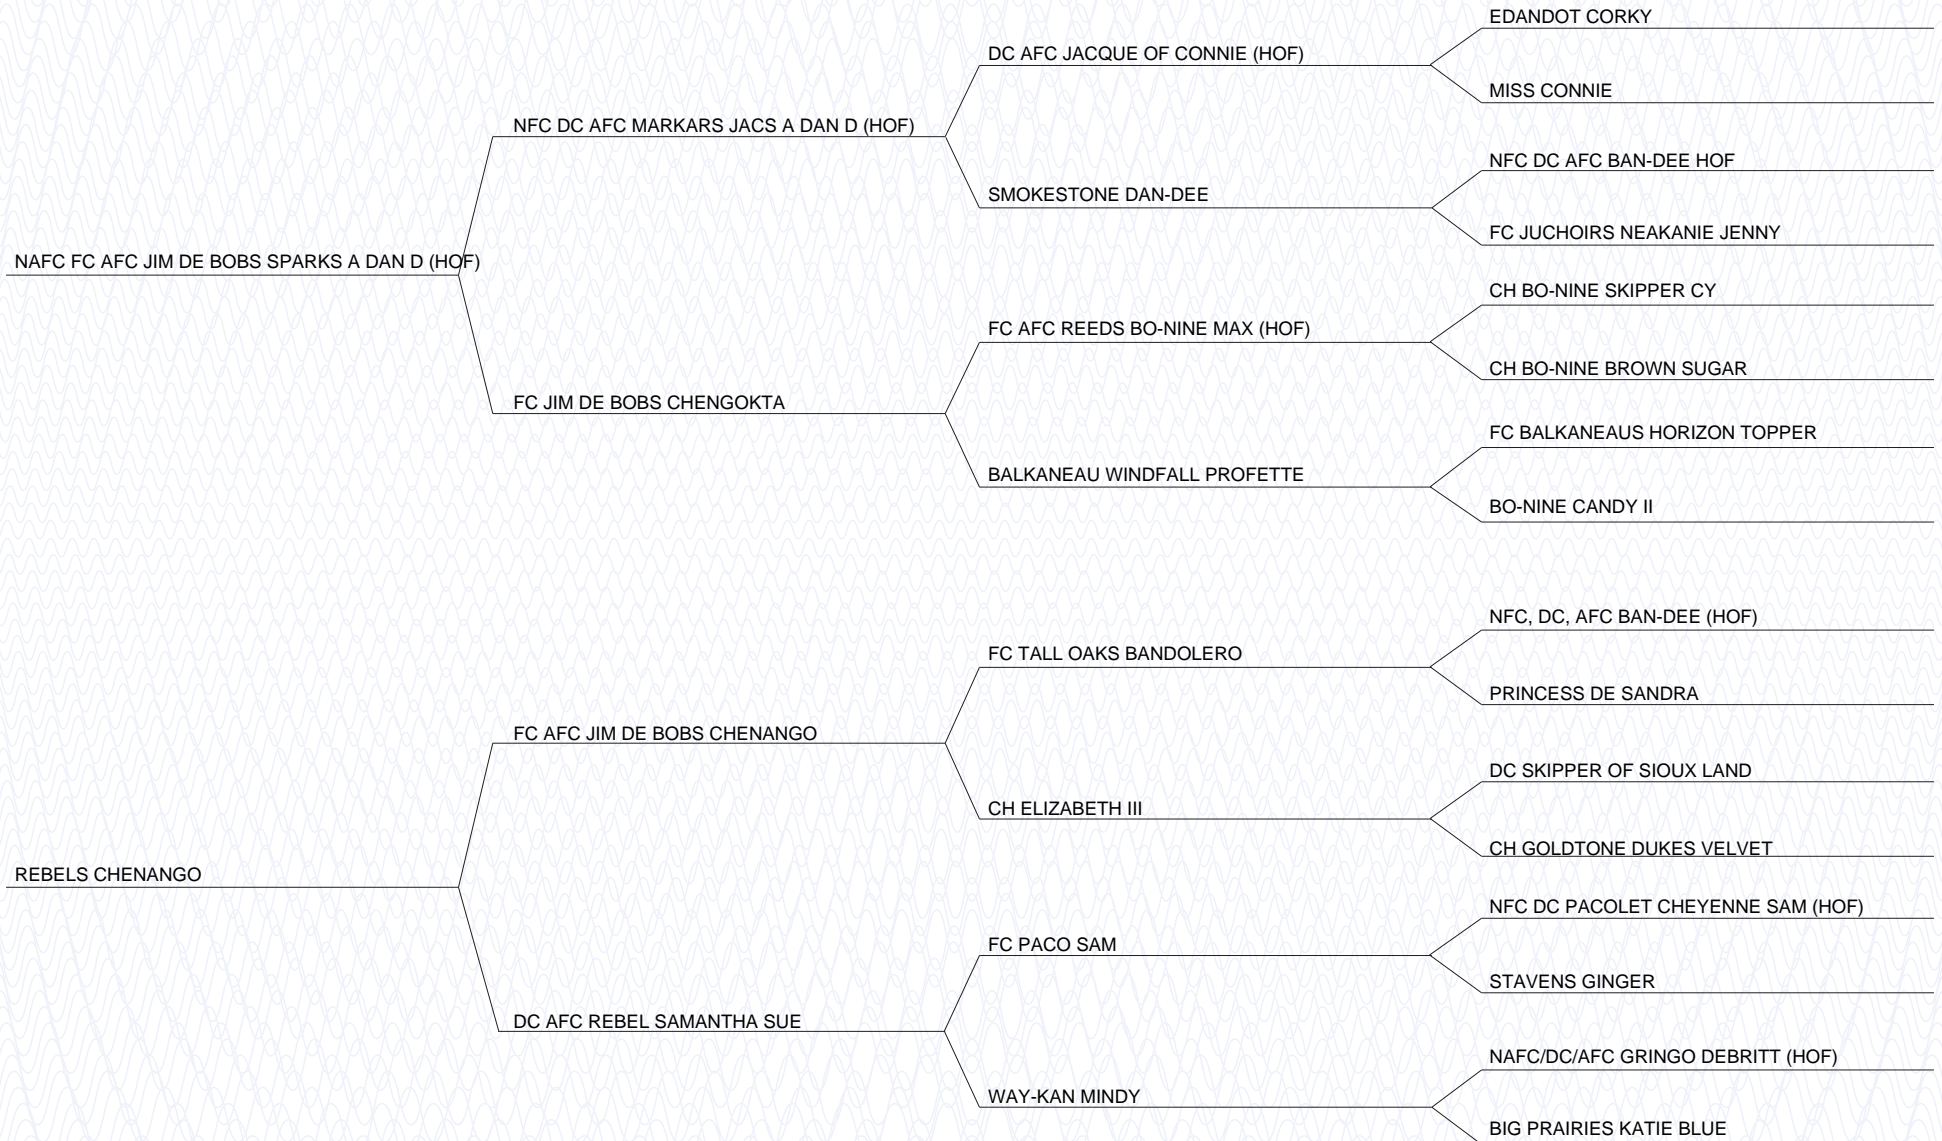 EDANDOT CORKY
DC AFC JACQUE OF CONNIE (HOF)
MISS CONNIE
NFC DC AFC MARKARS JACS A DAN D (HOF)
NFC DC AFC BAN-DEE HOF
SMOKESTONE DAN-DEE
FC JUCHOIRS NEAKANIE JENNY
NAFC FC AFC JIM DE BOBS SPARKS A DAN D (HOF)
CH BO-NINE SKIPPER CY
FC AFC REEDS BO-NINE MAX (HOF)
CH BO-NINE BROWN SUGAR
FC JIM DE BOBS CHENGOKTA
FC BALKANEAUS HORIZON TOPPER
BALKANEAU WINDFALL PROFETTE
BO-NINE CANDY II
NFC, DC, AFC BAN-DEE (HOF)
FC TALL OAKS BANDOLERO
PRINCESS DE SANDRA
FC AFC JIM DE BOBS CHENANGO
DC SKIPPER OF SIOUX LAND
CH ELIZABETH III
CH GOLDTONE DUKES VELVET
REBELS CHENANGO
NFC DC PACOLET CHEYENNE SAM (HOF)
FC PACO SAM
STAVENS GINGER
DC AFC REBEL SAMANTHA SUE
NAFC/DC/AFC GRINGO DEBRITT (HOF)
WAY-KAN MINDY
BIG PRAIRIES KATIE BLUE